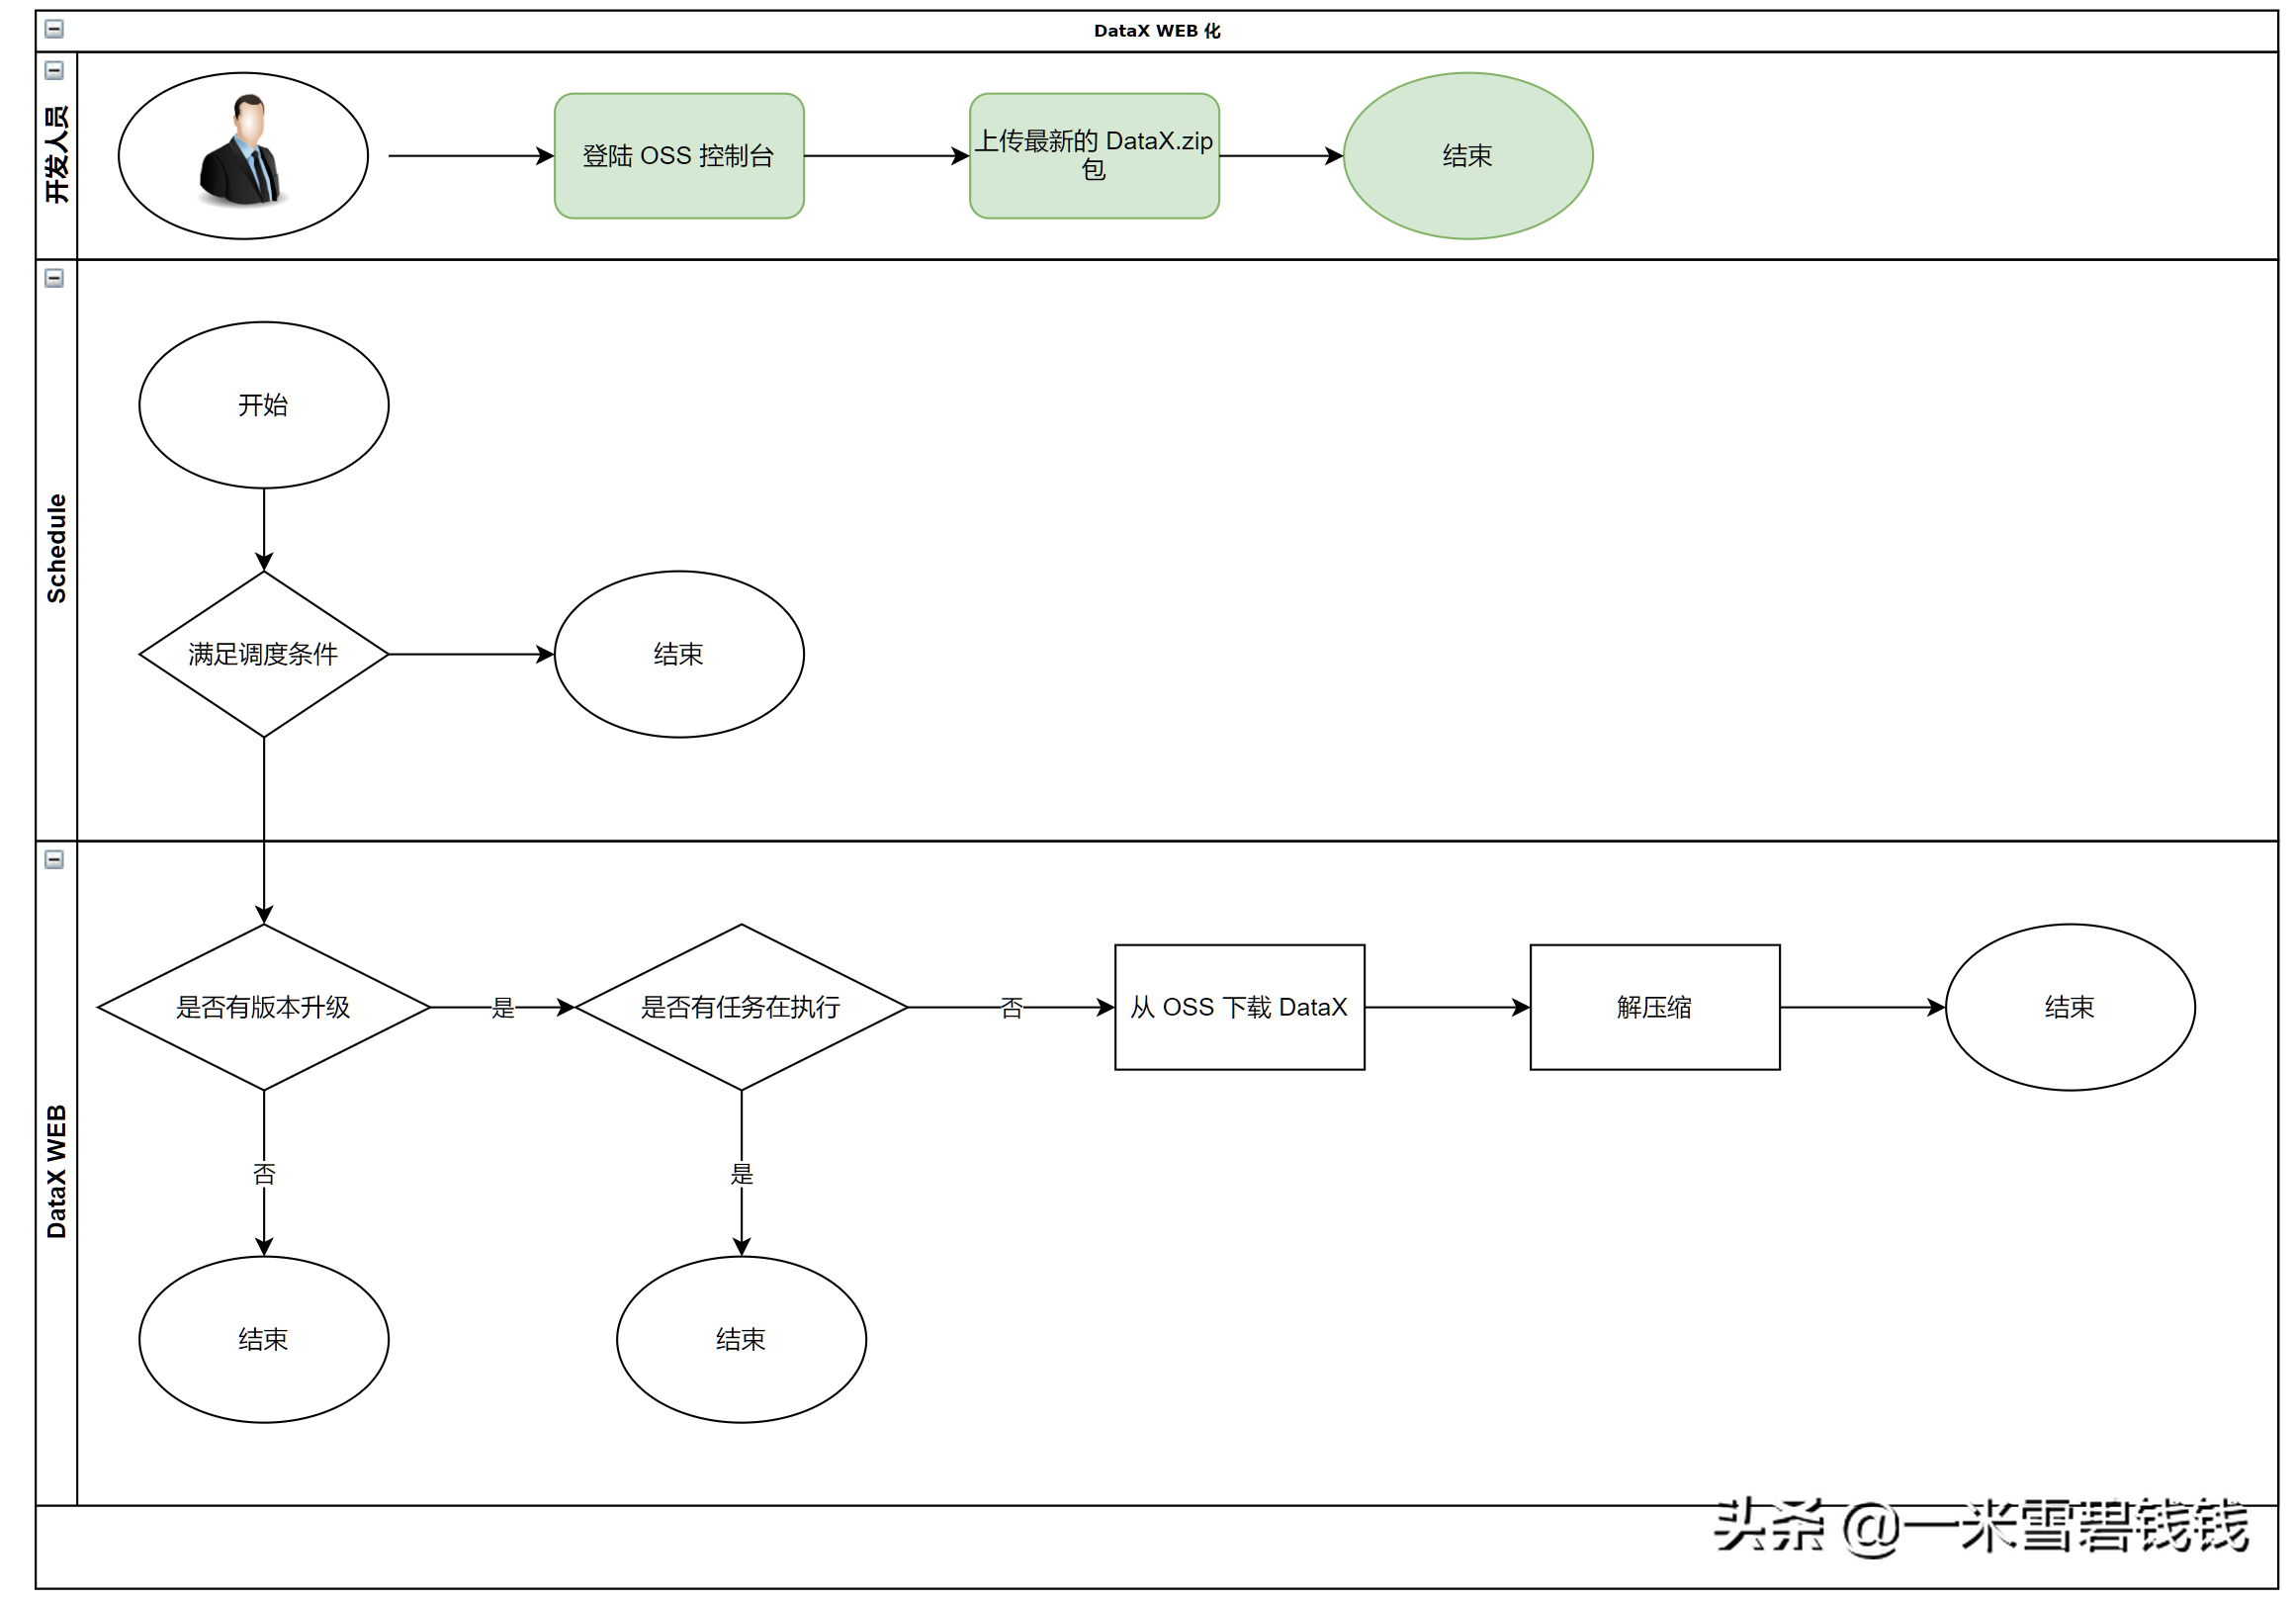 DataX WEB 化
开发人员
登陆 OSS 控制台
上传最新的 DataX.zip
包
结束
Schedule
开始
满足调度条件
结束
DataX WEB
是否有版本升级
是
是否有任务在执行
否
从 OSS 下载 DataX
解压缩
结束
否
是
结束
结束
头条 @一米雪碧钱钱